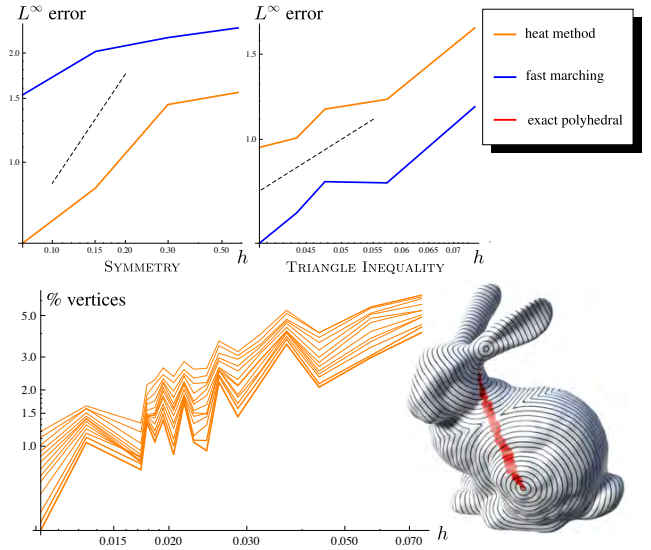 L∞ error
2.0
1.5
1.0
0.10 0.15 0.20 0.30 0.50
h
SYMMETRY
L∞ error
1.5
1.0
0.045 0.05 0.055 0.06 0.065 0.07
h
TRIANGLE INEQUALITY
heat method
fast marching
exact polyhedral
% vertices
5.0
3.0
2.0
1.5
1.0
0.015 0.020 0.030 0.050 0.070
h